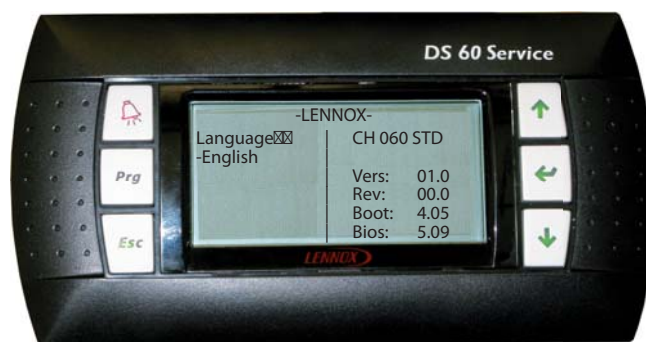 DS 60 Service
-LENNOX-
Language
-English
CH 060 STD
Vers: 01.0
Rev: 00.0
Boot: 4.05
Bios: 5.09
Prg
Esc
LENNOX